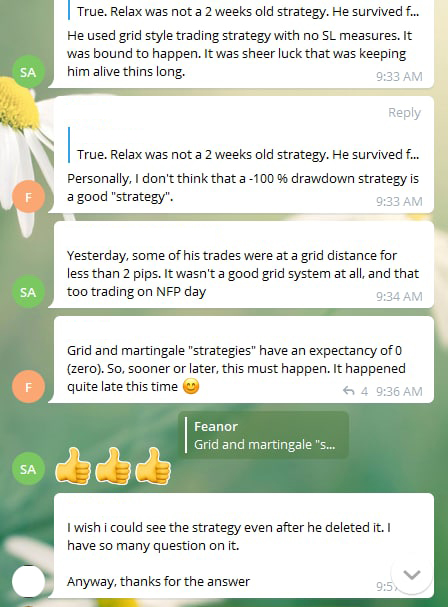 True. Relax was not a 2 weeks old strategy. He survived f...
He used grid style trading strategy with no SL measures. It
was bound to happen. It was sheer luck that was keeping
him alive thins long.
SA
9:33 AM
Reply
True. Relax was not a 2 weeks old strategy. He survived f...
Personally, I don't think that a -100 % drawdown strategy is
a good "strategy".
F
9:33 AM
Yesterday, some of his trades were at a grid distance for
less than 2 pips. It wasn't a good grid system at all, and that
too trading on NFP day
SA
9:34 AM
Grid and martingale "strategies" have an expectancy of 0
(zero). So, sooner or later, this must happen. It happened
quite late this time 😊
F
4 9:36 AM
Feanor
Grid and martingale "s...
SA
👍👍👍
I wish i could see the strategy even after he deleted it. I
have so many question on it.
Anyway, thanks for the answer